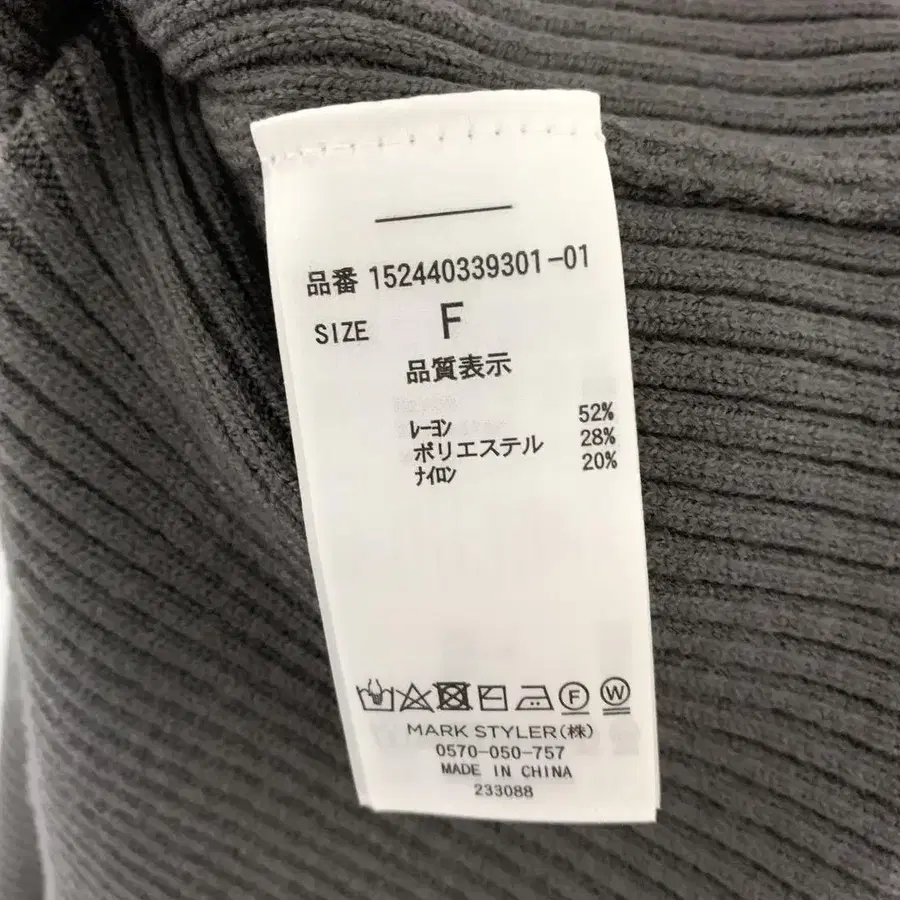 品番 152440339301-01
SIZE F
品質表示
レーヨン 52%
ポリエステル 28%
ナイロン 20%
F W
MARK STYLER(株)
0570-050-757
MADE IN CHINA
233088